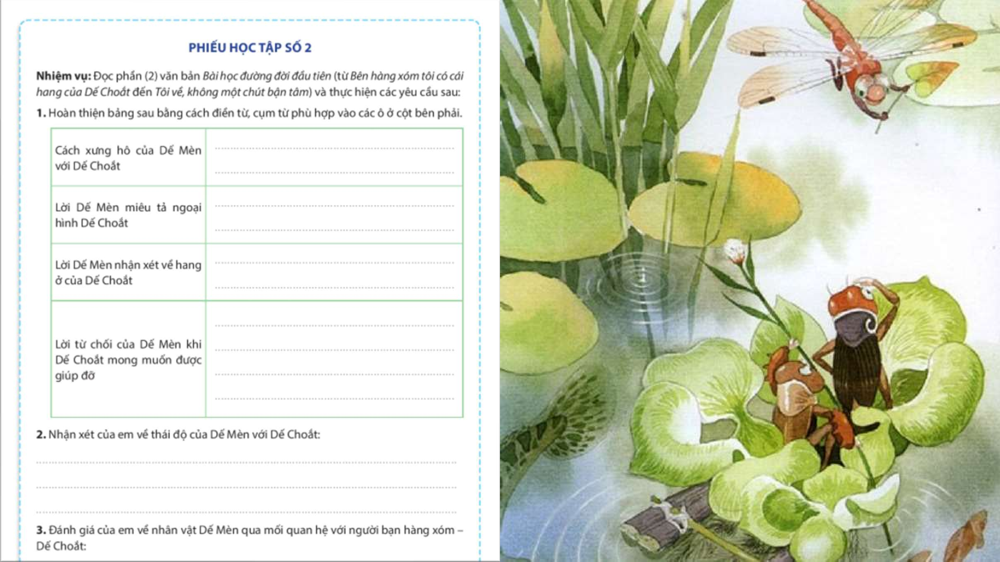 PHIẾU HỌC TẬP SỐ 2
Nhiệm vụ: Đọc phần (2) văn bản Bài học đường đời đầu tiên (từ Bên hàng xóm tôi có cái
hang của Dế Choắt đến Tôi về, không một chút bận tâm) và thực hiện các yêu cầu sau:
1. Hoàn thiện bảng sau bằng cách điền từ, cụm từ phù hợp vào các ô ở cột bên phải.
Cách xưng hô của Dế Mèn
với Dế Choắt
Lời Dế Mèn miêu tả ngoại
hình Dế Choắt
Lời Dế Mèn nhận xét về hang
ở của Dế Choắt
Lời từ chối của Dế Mèn khi
Dế Choắt mong muốn được
giúp đỡ
2. Nhận xét của em về thái độ của Dế Mèn với Dế Choắt:
3. Đánh giá của em về nhân vật Dế Mèn qua mối quan hệ với người bạn hàng xóm –
Dế Choắt: